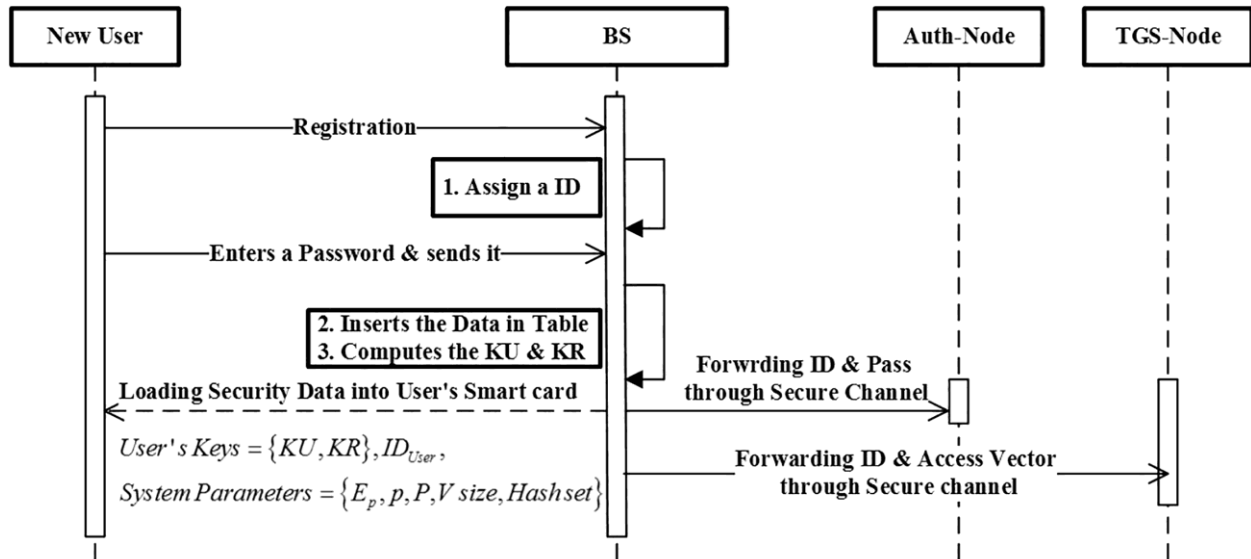 New User
BS
Auth-Node
TGS-Node
Registration
1. Assign a ID
Enters a Password & sends it
2. Inserts the Data in Table
3. Computes the KU & KR
Forwrding ID & Pass
through Secure Channel
Loading Security Data into User's Smart card
User's Keys = {KU, KR}, ID_User,
System Parameters = {E_p, p, P, V size, Hash set}
Forwarding ID & Access Vector
through Secure channel